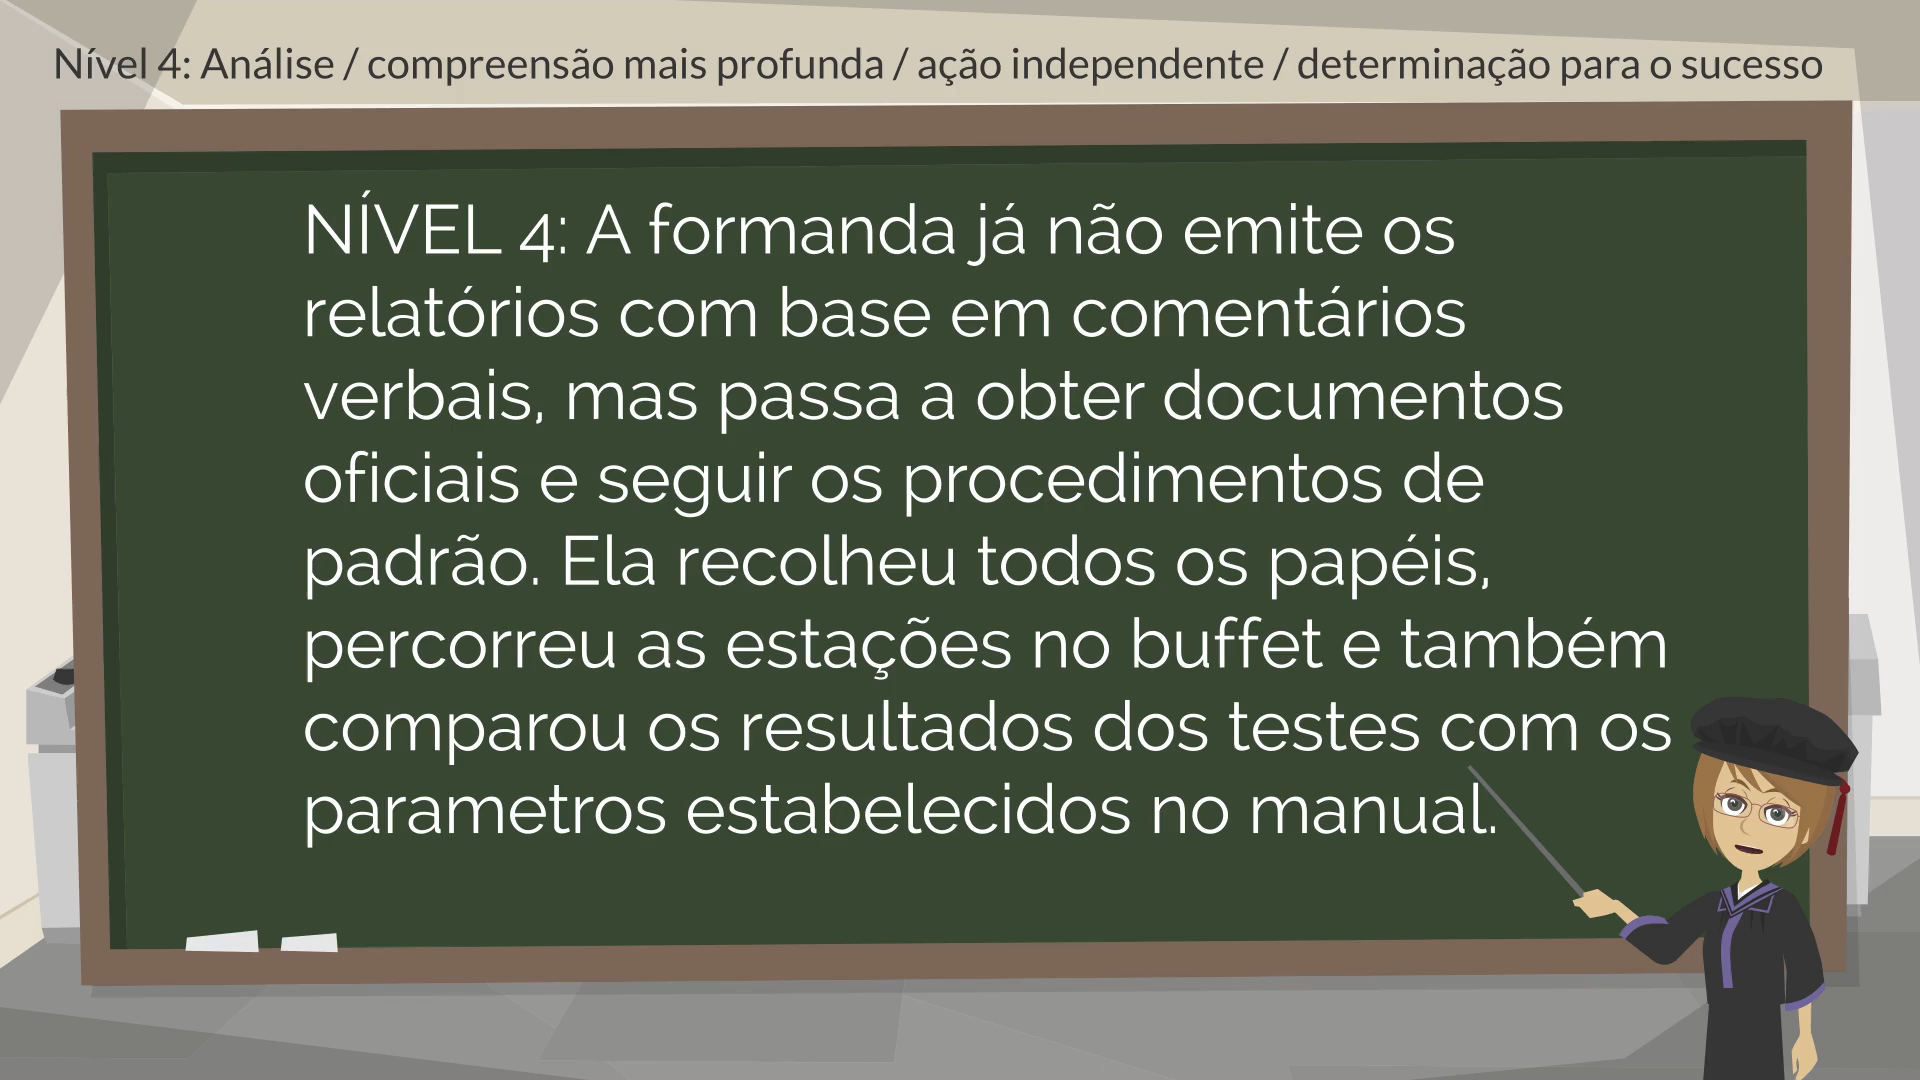 Nível 4: Análise / compreensão mais profunda / ação independente / determinação para o sucesso
NÍVEL 4: A formanda já não emite os
relatórios com base em comentários
verbais, mas passa a obter documentos
oficiais e seguir os procedimentos de
padrão. Ela recolheu todos os papéis,
percorreu as estações no buffet e também
comparou os resultados dos testes com os
parametros estabelecidos no manual.